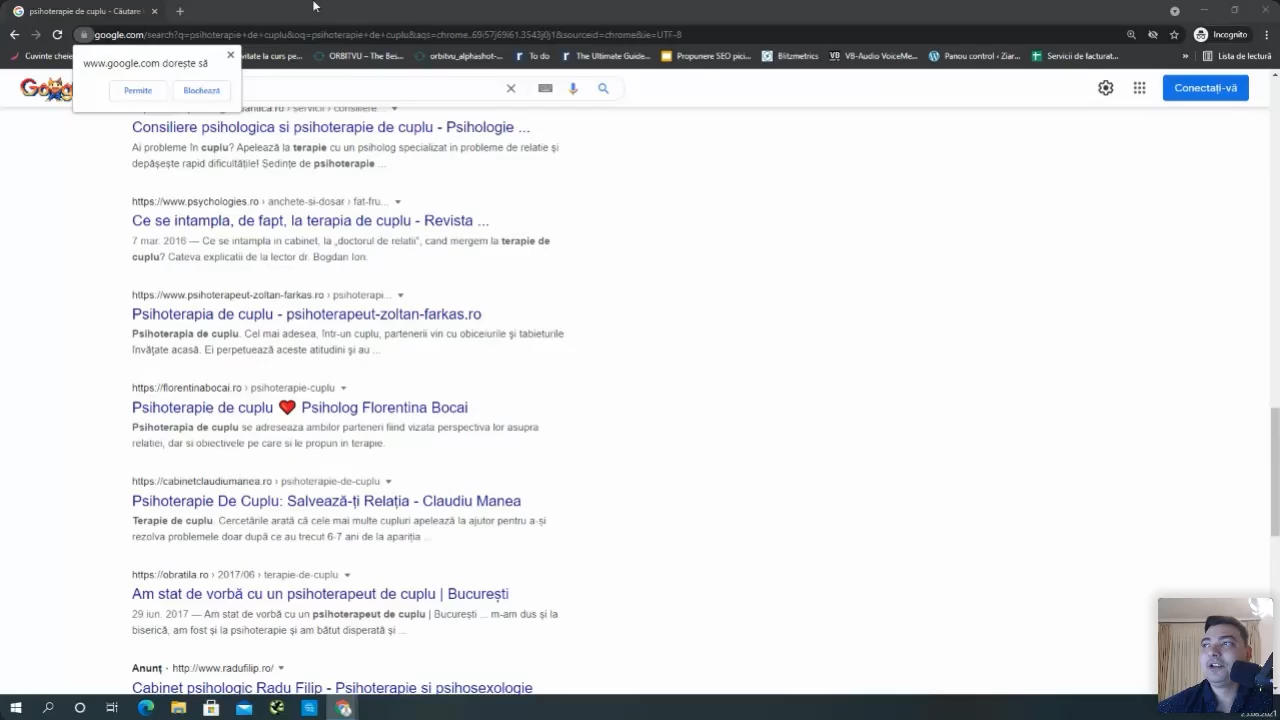 psihoterapie de cuplu - Căutare
google.com/search?q=psihoterapie+de+cuplu&oq=psihoterapie+de+cuplu&aqs=chrome..69i57j69i61.3543j0j1&sourceid=chrome&ie=UTF-8
Incognito
Cuvinte cheie
itate la curs pe...
ORBITVU – The Bes...
orbitvu_alphashot-...
To do
The Ultimate Guide...
Propunere SEO pici...
Blitzmetrics
VB-Audio VoiceMe...
Panou control ‹ Ziar...
Servicii de facturat...
»
Listă de lectură
www.google.com dorește să
Permite
Blochează
Conectați-vă
servicii › consiliere...
Consiliere psihologica si psihoterapie de cuplu - Psihologie ...
Ai probleme în cuplu? Apelează la terapie cu un psiholog specializat in probleme de relatie și
depășește rapid dificultățile! Ședințe de psihoterapie ...
https://www.psychologies.ro › anchete-si-dosar › fat-fru...
Ce se intampla, de fapt, la terapia de cuplu - Revista ...
7 mar. 2016 — Ce se intampla in cabinet, la „doctorul de relatii”, cand mergem la terapie de
cuplu? Cateva explicatii de la lector dr. Bogdan Ion.
https://www.psihoterapeut-zoltan-farkas.ro › psihoterapi...
Psihoterapia de cuplu - psihoterapeut-zoltan-farkas.ro
Psihoterapia de cuplu. Cel mai adesea, într-un cuplu, partenerii vin cu obiceiurile și tabieturile
învățate acasă. Ei perpetuează aceste atitudini și au ...
https://florentinabocai.ro › psihoterapie-cuplu
Psihoterapie de cuplu ❤️ Psiholog Florentina Bocai
Psihoterapia de cuplu se adreseaza ambilor parteneri fiind vizata perspectiva lor asupra
relatiei, dar si obiectivele pe care si le propun in terapie.
https://cabinetclaudiumanea.ro › psihoterapie-de-cuplu
Psihoterapie De Cuplu: Salvează-ți Relația - Claudiu Manea
Terapie de cuplu. Cercetările arată că cele mai multe cupluri apelează la ajutor pentru a-și
rezolva problemele doar după ce au trecut 6-7 ani de la apariția ...
https://obratila.ro › 2017/06 › terapie-de-cuplu
Am stat de vorbă cu un psihoterapeut de cuplu | București
29 iun. 2017 — Am stat de vorbă cu un psihoterapeut de cuplu | București ... m-am dus și la
biserică, am fost și la psihoterapie și am bătut disperată și ...
Anunț · http://www.radufilip.ro/
Cabinet psihologic Radu Filip - Psihoterapie si psihosexologie